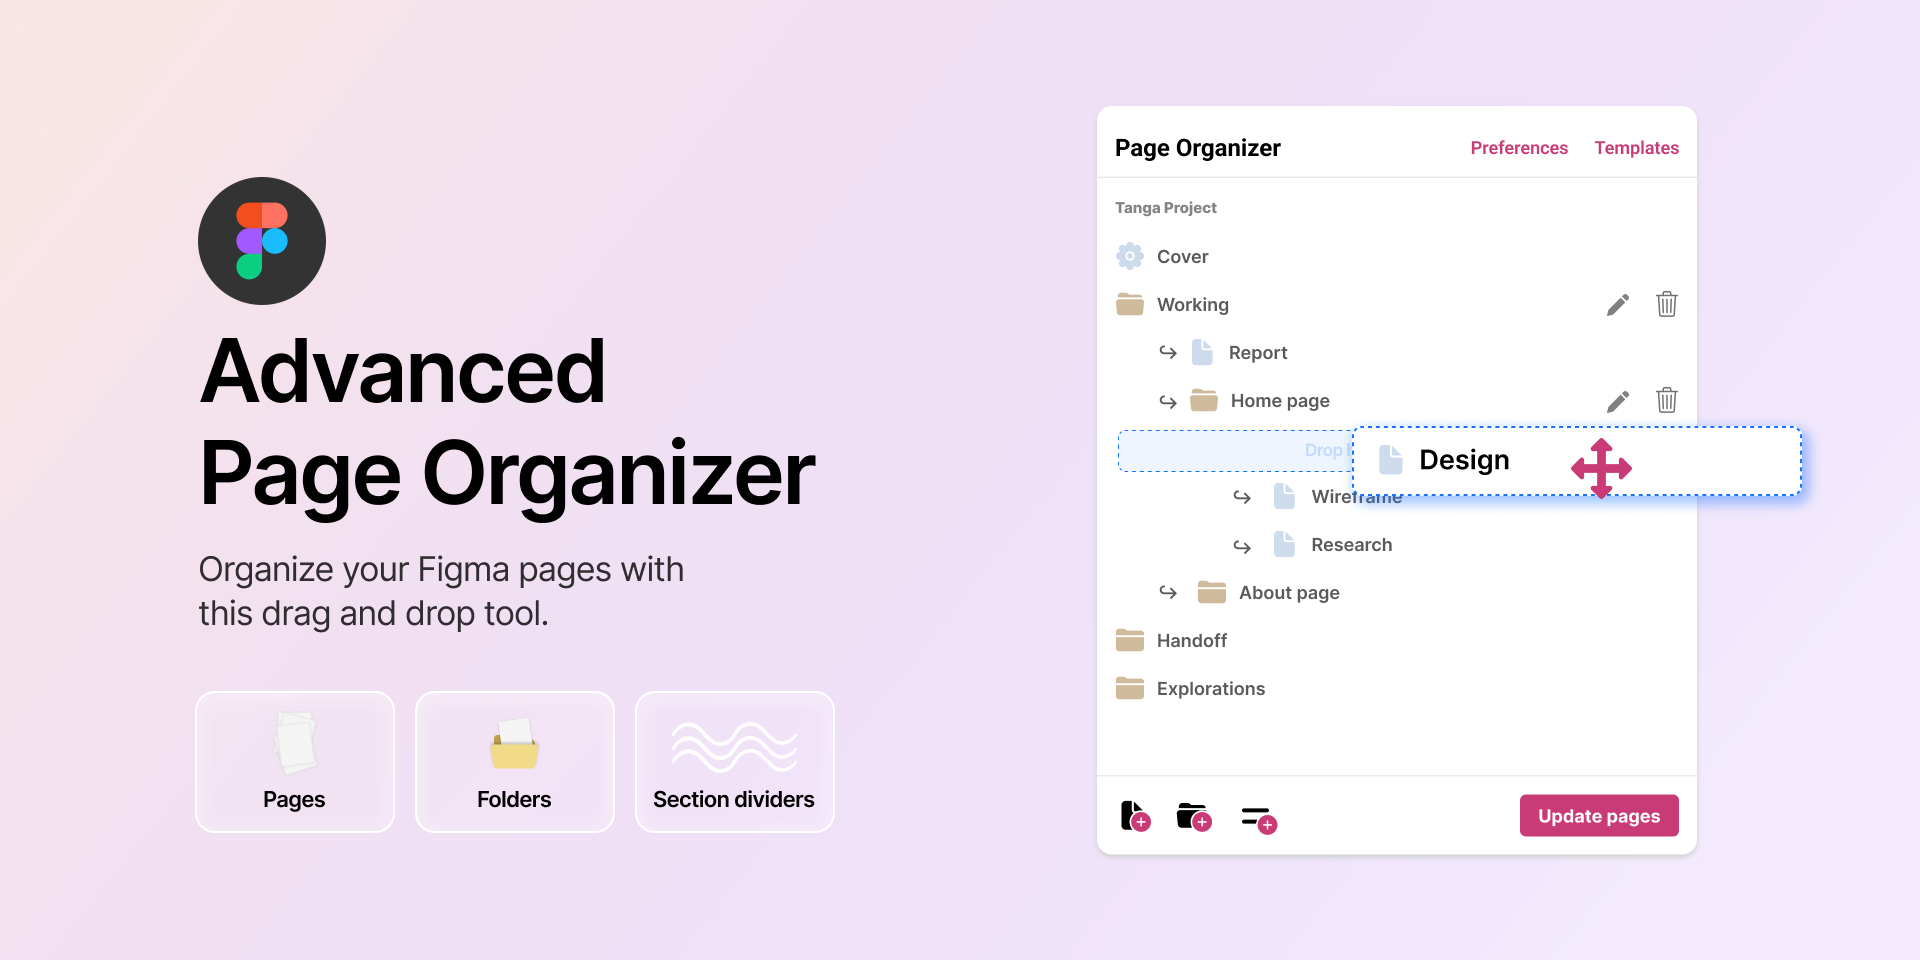 Advanced
Page Organizer
Organize your Figma pages with
this drag and drop tool.
Pages
Folders
Section dividers
Page Organizer
Preferences
Templates
Tanga Project
Cover
Working
Report
Home page
Drop
Design
Wireframe
Research
About page
Handoff
Explorations
Update pages